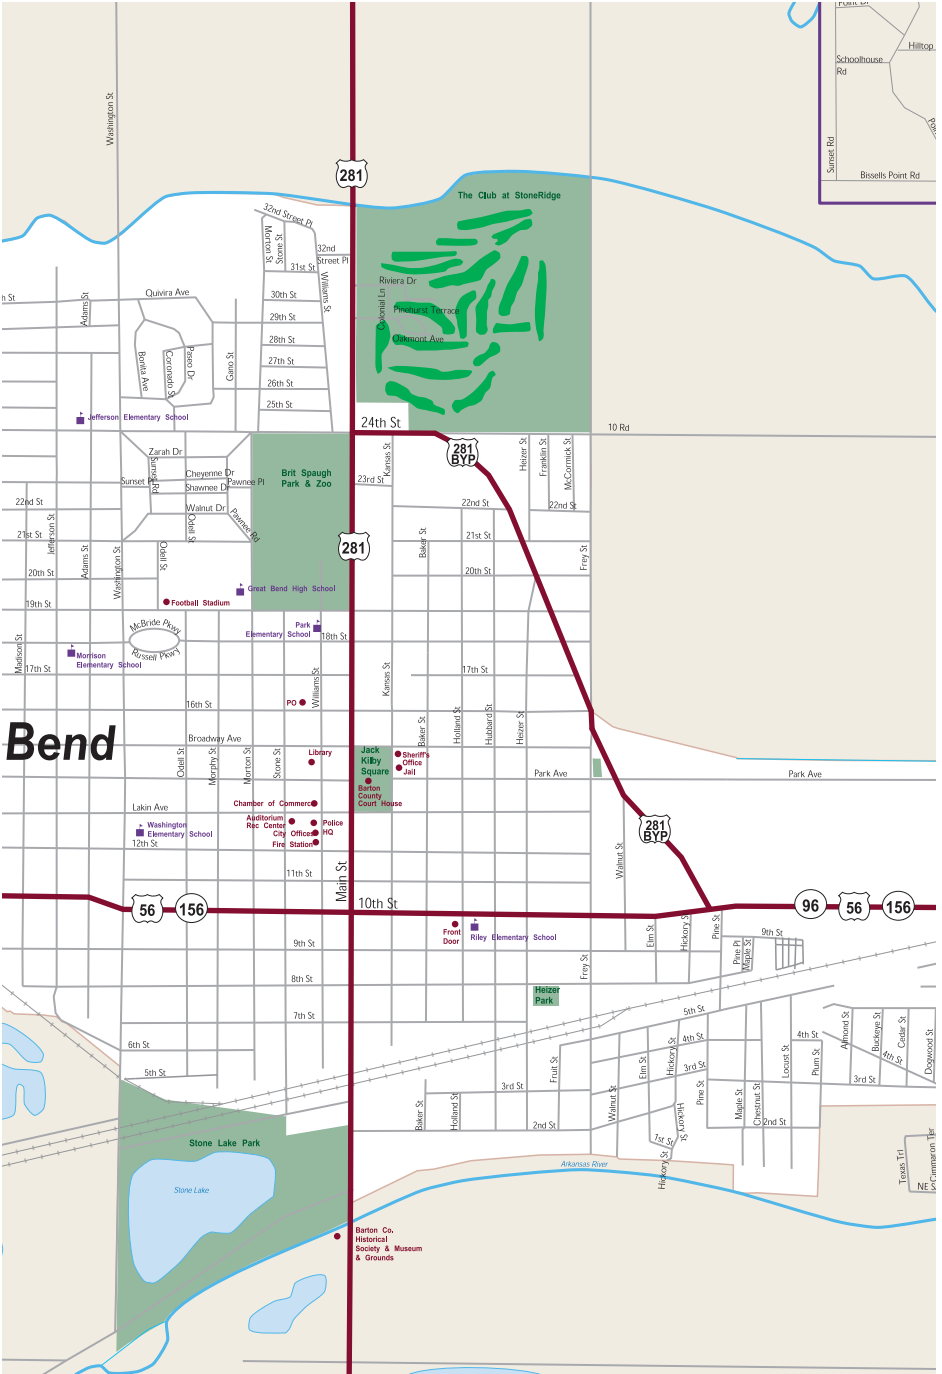 Point Dr
Hilltop
Schoolhouse
Rd
Washington St
Sunset Rd
Bissells Point Rd
281
The Club at StoneRidge
32nd Street Pl
Morton St
Stone St
32nd
Street Pl
31st St
Williams St
Riviera Dr
Colonial Ln
Pinehurst Terrace
Oakmont Ave
h St
Adams St
Quivira Ave
30th St
29th St
28th St
27th St
26th St
25th St
Bonita Ave
Coronado St
Paseo Dr
Gano St
Jefferson Elementary School
24th St
10 Rd
281
BYP
Kansas St
Heizer St
Franklin St
McCormick St
Zarah Dr
Sunset Pl
Sunset Rd
Cheyenne Dr
Shawnee Dr
Pawnee Pl
Walnut Dr
Pawnee Rd
Odell St
Brit Spaugh
Park & Zoo
23rd St
22nd St
22nd St
22nd St
21st St
21st St
Jefferson St
Adams St
Washington St
Odell St
281
Baker St
Frey St
20th St
20th St
19th St
Great Bend High School
Football Stadium
McBride Pkwy
Russell Pkwy
Park
Elementary School
18th St
Madison St
Morrison
Elementary School
17th St
17th St
Williams St
Kansas St
PO
16th St
Baker St
Holland St
Hubbard St
Heizer St
Bend
Broadway Ave
Odell St
Morphy St
Morton St
Stone St
Library
Jack
Kilby
Square
Sheriff's
Office
Jail
Barton
County
Court House
Park Ave
Park Ave
Lakin Ave
Chamber of Commerce
Auditorium
Rec Center
City Offices
Police
HQ
Fire Station
Washington
Elementary School
12th St
281
BYP
Walnut St
11th St
Main St
10th St
56
156
96
56
156
Front
Door
Riley Elementary School
Elm St
Hickory St
Pine St
9th St
9th St
Pine Pl
Maple St
Frey St
8th St
Heizer
Park
7th St
5th St
6th St
5th St
4th St
4th St
4th St
Almond St
Buckeye St
Cedar St
Dogwood St
Fruit St
Elm St
Hickory St
3rd St
3rd St
3rd St
Locust St
Plum St
Pine St
Maple St
Chestnut St
Baker St
Holland St
Walnut St
Hickory St
2nd St
2nd St
1st St
Hickory St
Stone Lake Park
Stone Lake
Arkansas River
Texas Trl
Cimmaron Ter
NE S
Barton Co.
Historical
Society & Museum
& Grounds